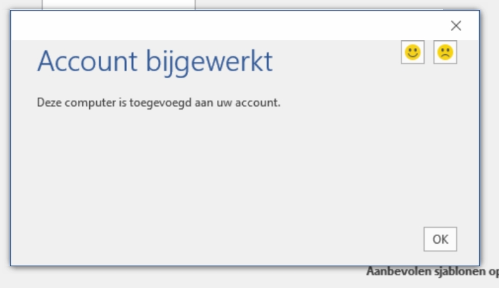 Account bijgewerkt
Deze computer is toegevoegd aan uw account.
OK
Aanbevolen sjablonen op